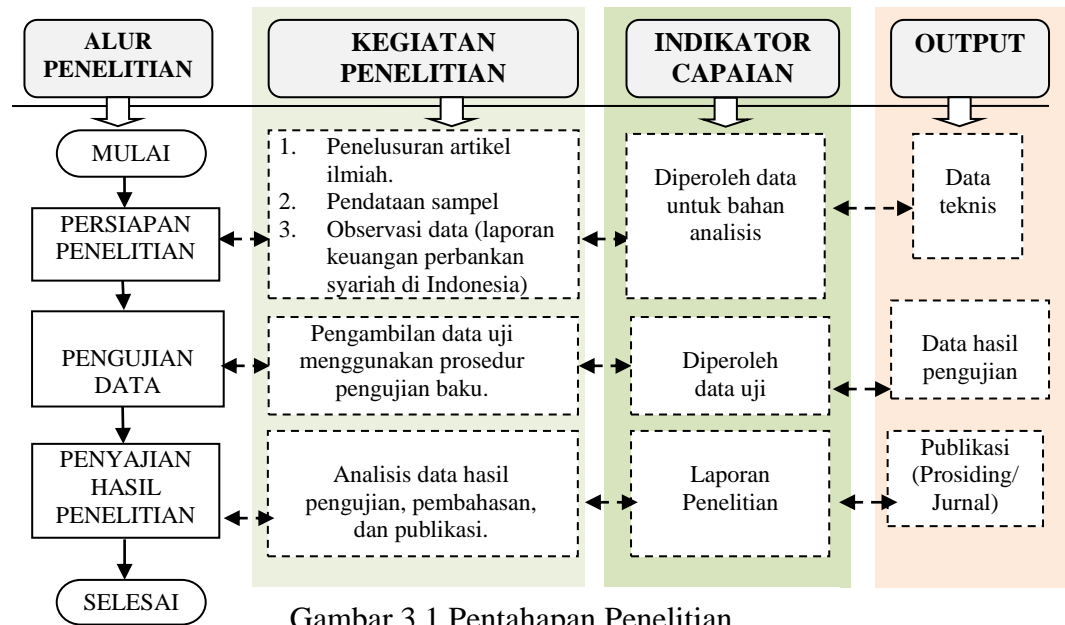 ALUR
PENELITIAN
KEGIATAN
PENELITIAN
INDIKATOR
CAPAIAN
OUTPUT
MULAI
PERSIAPAN
PENELITIAN
1. Penelusuran artikel
ilmiah.
2. Pendataan sampel
3. Observasi data (laporan
keuangan perbankan
syariah di Indonesia)
Diperoleh data
untuk bahan
analisis
Data
teknis
PENGUJIAN
DATA
Pengambilan data uji
menggunakan prosedur
pengujian baku.
Diperoleh
data uji
Data hasil
pengujian
PENYAJIAN
HASIL
PENELITIAN
Analisis data hasil
pengujian, pembahasan,
dan publikasi.
Laporan
Penelitian
Publikasi
(Prosiding/
Jurnal)
SELESAI
Gambar 3.1 Pentahapan Penelitian